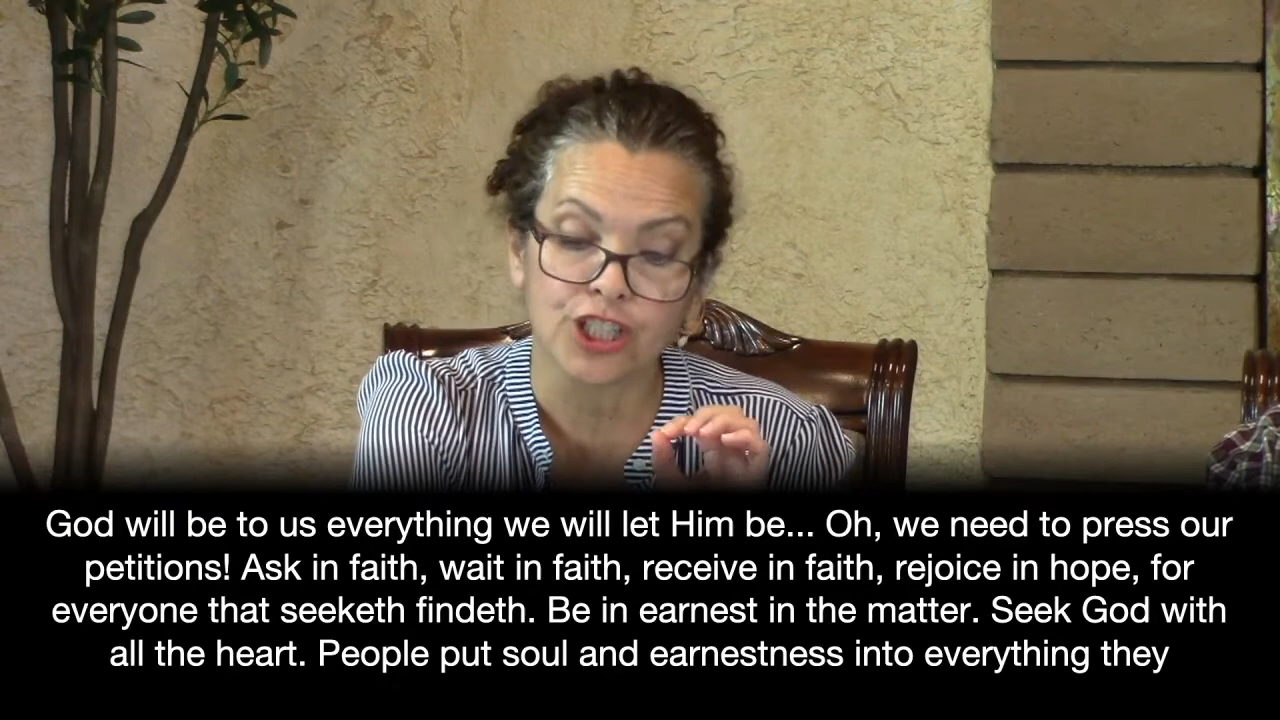 God will be to us everything we will let Him be... Oh, we need to press our
petitions! Ask in faith, wait in faith, receive in faith, rejoice in hope, for
everyone that seeketh findeth. Be in earnest in the matter. Seek God with
all the heart. People put soul and earnestness into everything they